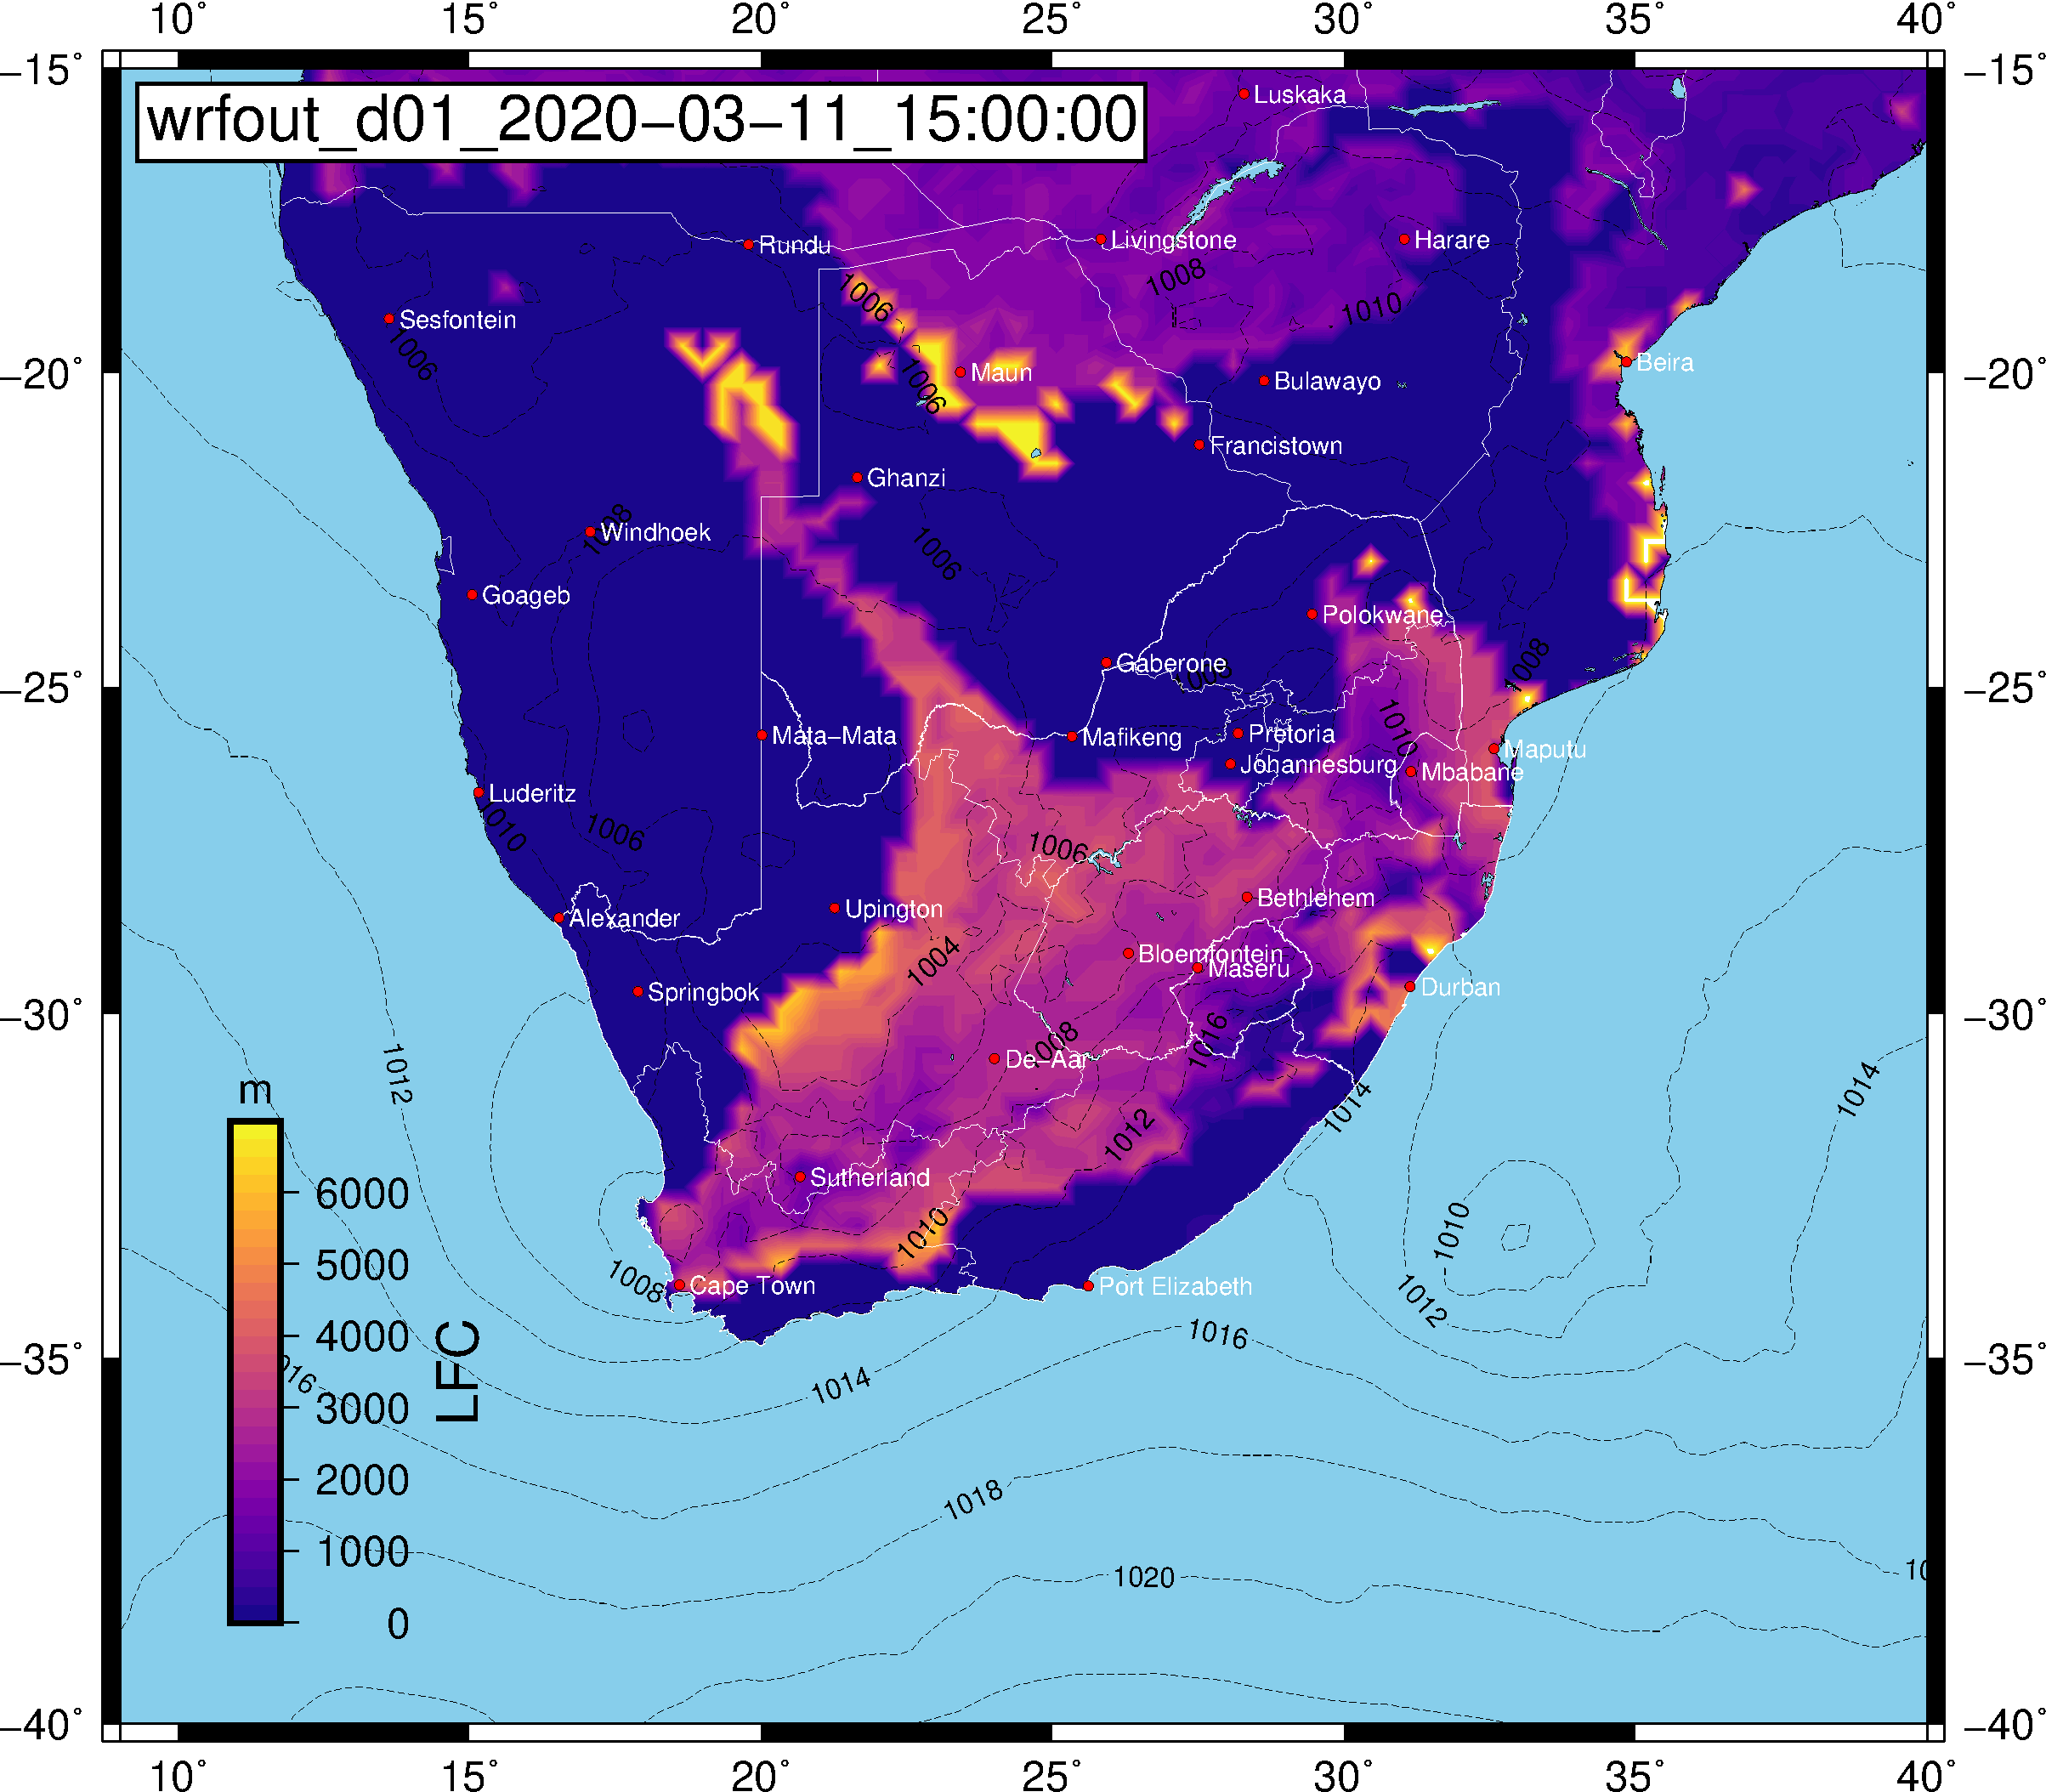 10° 15° 20° 25° 30° 35° 40°
−15° −15°
wrfout_d01_2020−03−11_15:00:00
Luskaka
Rundu
Livingstone
Harare
1008
1006
1010
Sesfontein
1006
−20° −20°
Maun
Beira
1006
Bulawayo
Francistown
Ghanzi
1008
Windhoek
1006
Goageb
Polokwane
Gaberone
1008
1008
−25° −25°
1010
Mata−Mata
Mafikeng
Pretoria
Maputu
Johannesburg
Mbabane
Luderitz
1010
1006
1006
Bethlehem
Upington
Alexander
1004
Bloemfontein
Maseru
Springbok
Durban
−30° −30°
1016
1008
De−Aar
1012
1014
1014
1012
m
Sutherland
6000
1010
1010
5000
1008
Cape Town
Port Elizabeth
1012
4000
1016
LFC
−35° −35°
016
1014
3000
2000
1018
1000
1020
10
0
−40° −40°
10° 15° 20° 25° 30° 35° 40°